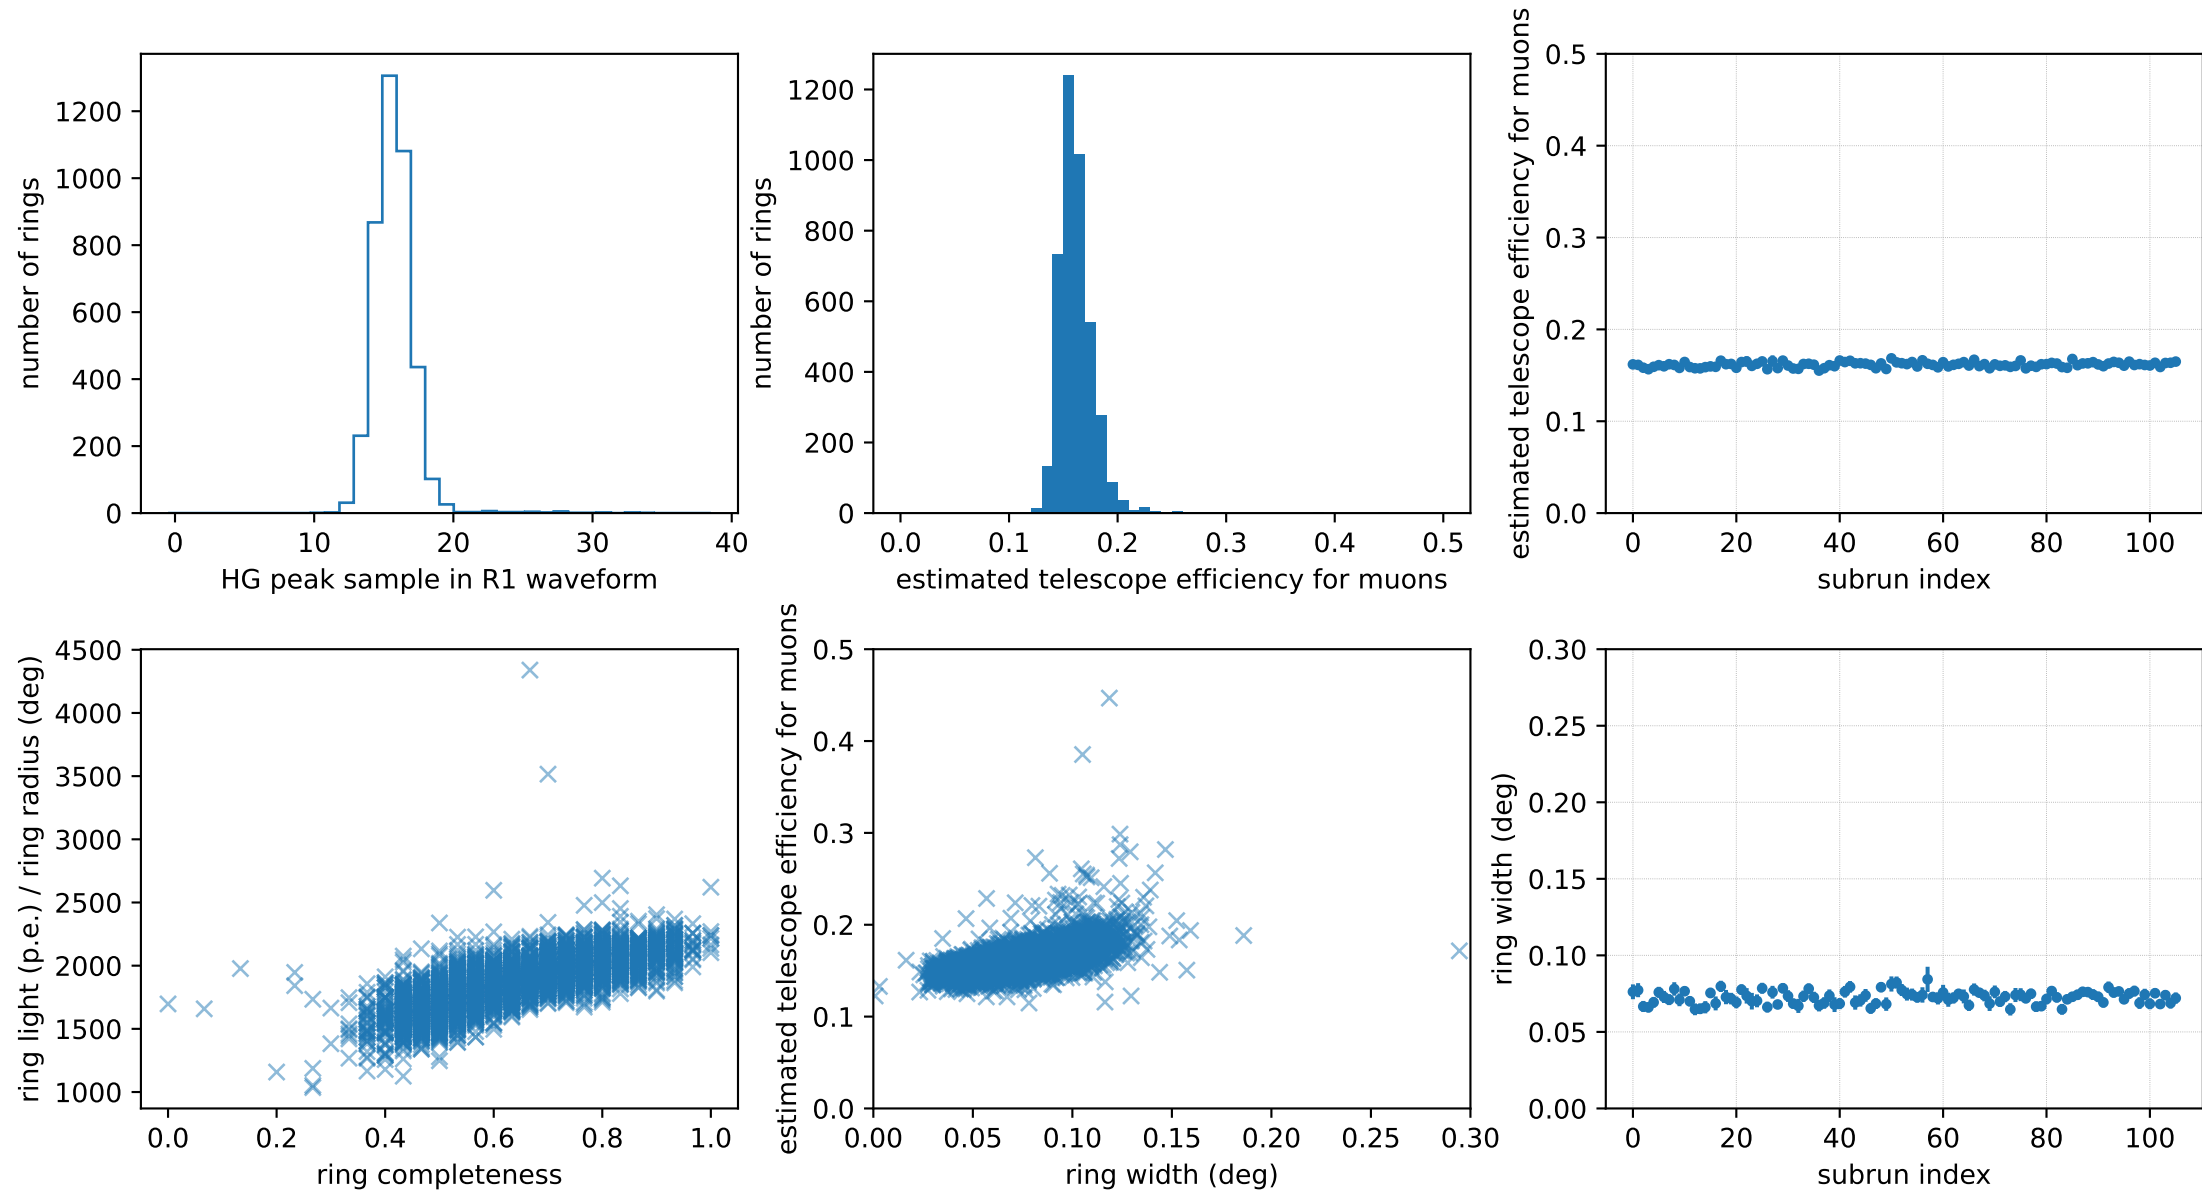 number of rings
1200
1000
800
600
400
200
0
0 10 20 30 40
HG peak sample in R1 waveform
number of rings
1200
1000
800
600
400
200
0
0.0 0.1 0.2 0.3 0.4 0.5
estimated telescope efficiency for muons
estimated telescope efficiency for muons
0.5
0.4
0.3
0.2
0.1
0.0
0 20 40 60 80 100
subrun index
ring light (p.e.) / ring radius (deg)
4500
4000
3500
3000
2500
2000
1500
1000
0.0 0.2 0.4 0.6 0.8 1.0
ring completeness
estimated telescope efficiency for muons
0.5
0.4
0.3
0.2
0.1
0.0
0.00 0.05 0.10 0.15 0.20 0.25 0.30
ring width (deg)
ring width (deg)
0.30
0.25
0.20
0.15
0.10
0.05
0.00
0 20 40 60 80 100
subrun index